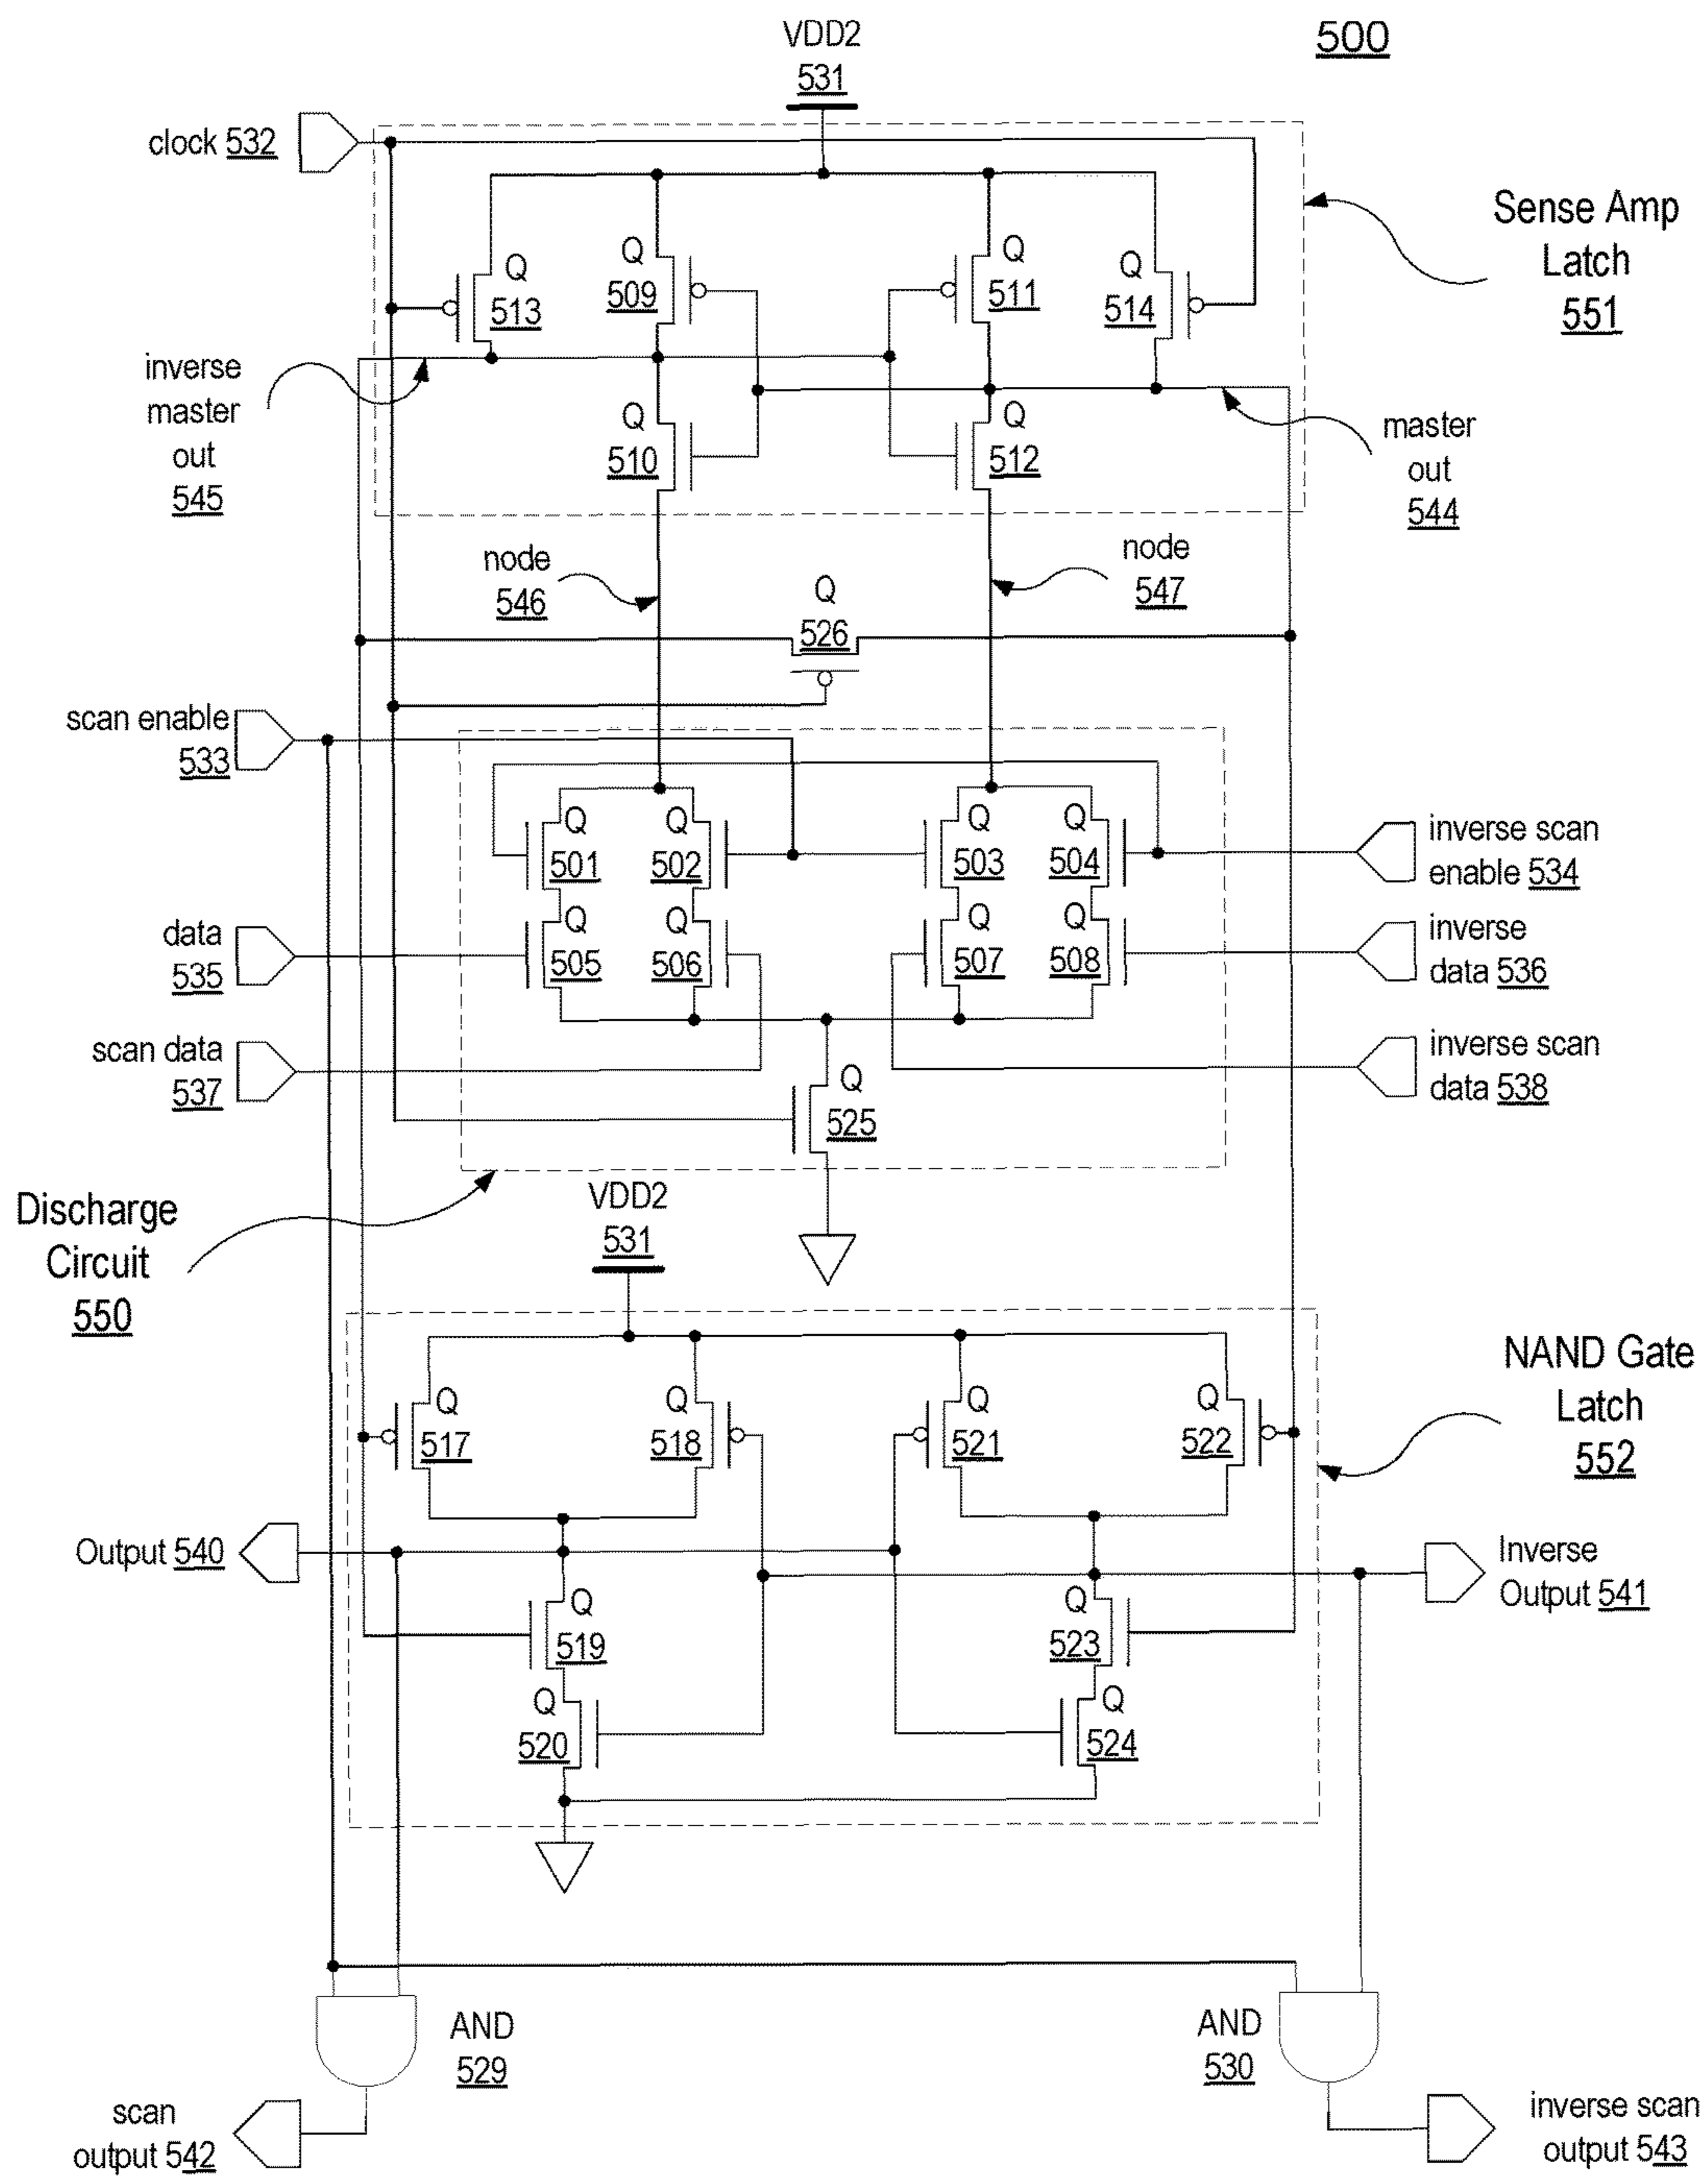 500
VDD2
531
clock 532
Sense Amp
Latch
551
Q
513
Q
509
Q
511
Q
514
inverse
master
out
545
Q
510
Q
512
master
out
544
node
546
node
547
Q
526
scan enable
533
Q
501
Q
502
Q
503
Q
504
inverse scan
enable 534
data
535
Q
505
Q
506
Q
507
Q
508
inverse
data 536
scan data
537
inverse scan
data 538
Q
525
Discharge
Circuit
550
VDD2
531
NAND Gate
Latch
552
Q
517
Q
518
Q
521
Q
522
Output 540
Inverse
Output 541
Q
519
Q
523
Q
520
Q
524
AND
529
AND
530
scan
output 542
inverse scan
output 543